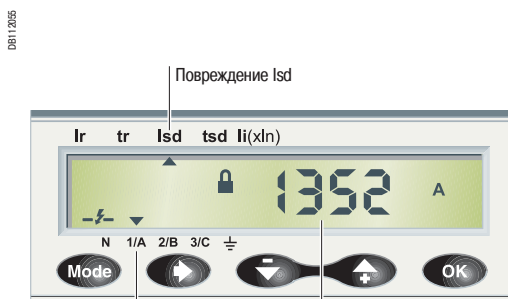 DB112055
Повреждение Isd
Ir tr Isd tsd Ii(xIn)
1352 A
N 1/A 2/B 3/C
Mode OK